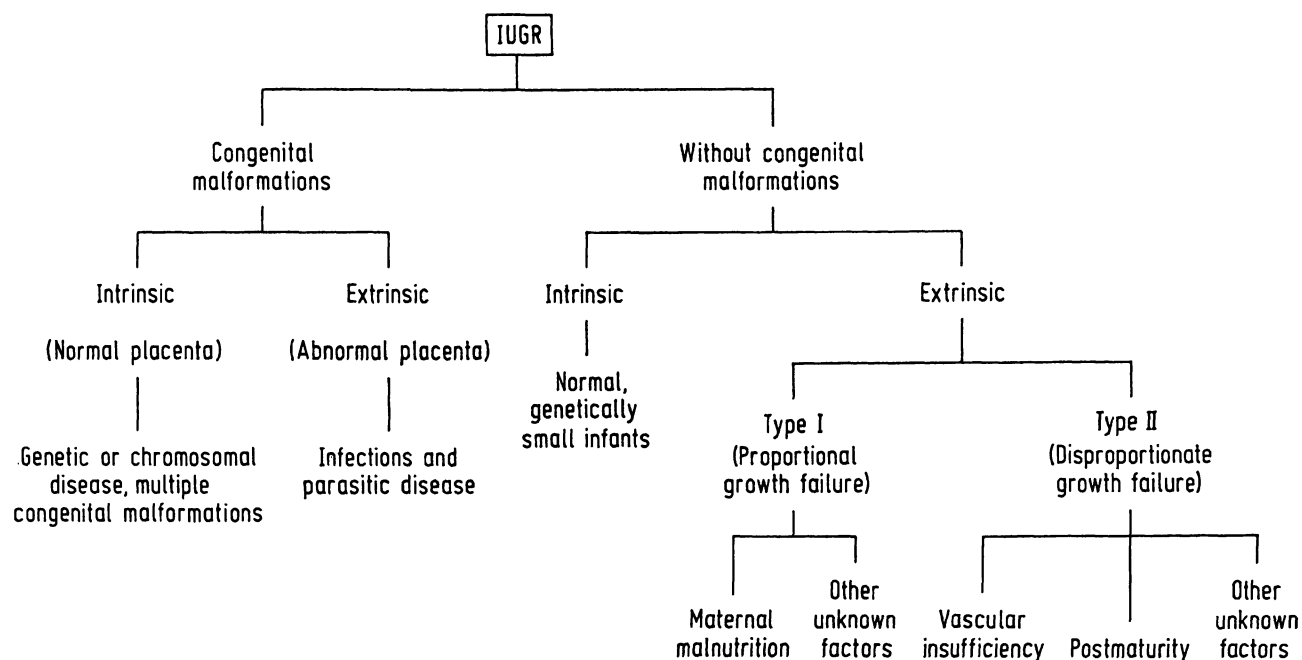 IUGR
Congenital
malformations
Without congenital
malformations
Intrinsic
(Normal placenta)
Genetic or chromosomal
disease, multiple
congenital malformations
Extrinsic
(Abnormal placenta)
Infections and
parasitic disease
Intrinsic
Normal,
genetically
small infants
Extrinsic
Type I
(Proportional
growth failure)
Maternal
malnutrition
Other
unknown
factors
Type II
(Disproportionate
growth failure)
Vascular
insufficiency
Postmaturity
Other
unknown
factors